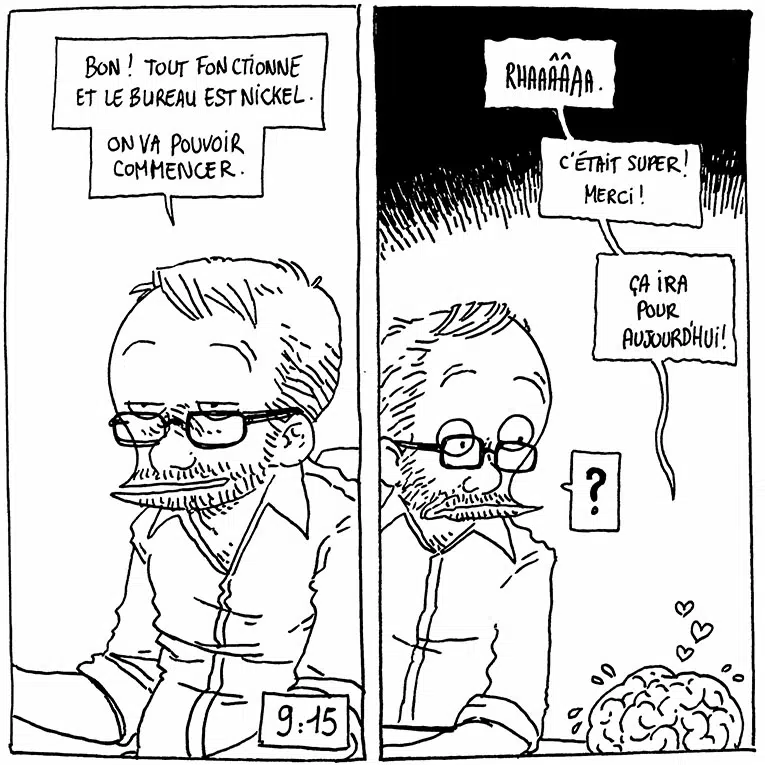 BON! TOUT FONCTIONNE
ET LE BUREAU EST NICKEL.
ON VA POUVOIR
COMMENCER.
9:15
RHAAÂÂAA.
C'ÉTAIT SUPER!
MERCI!
ÇA IRA
POUR
AUJOURD'HUI!
?